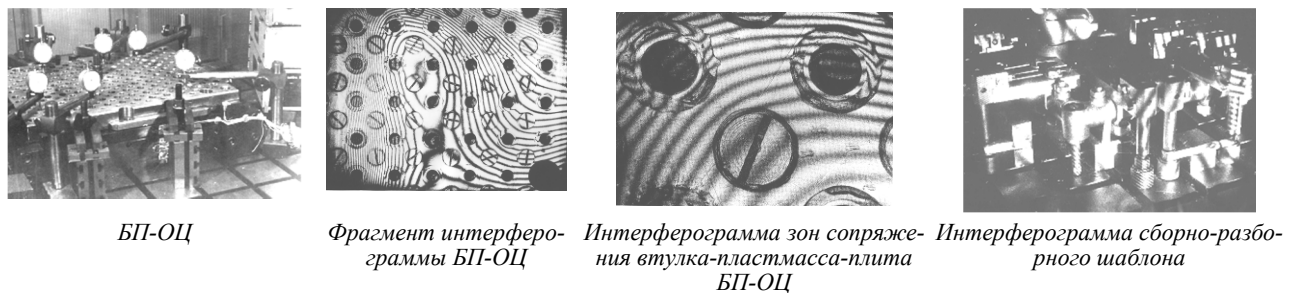 БП-ОЦ
Фрагмент интерферо-
граммы БП-ОЦ
Интерферограмма зон сопряже-
ния втулка-пластмасса-плита
БП-ОЦ
Интерферограмма сборно-разбо-
рного шаблона